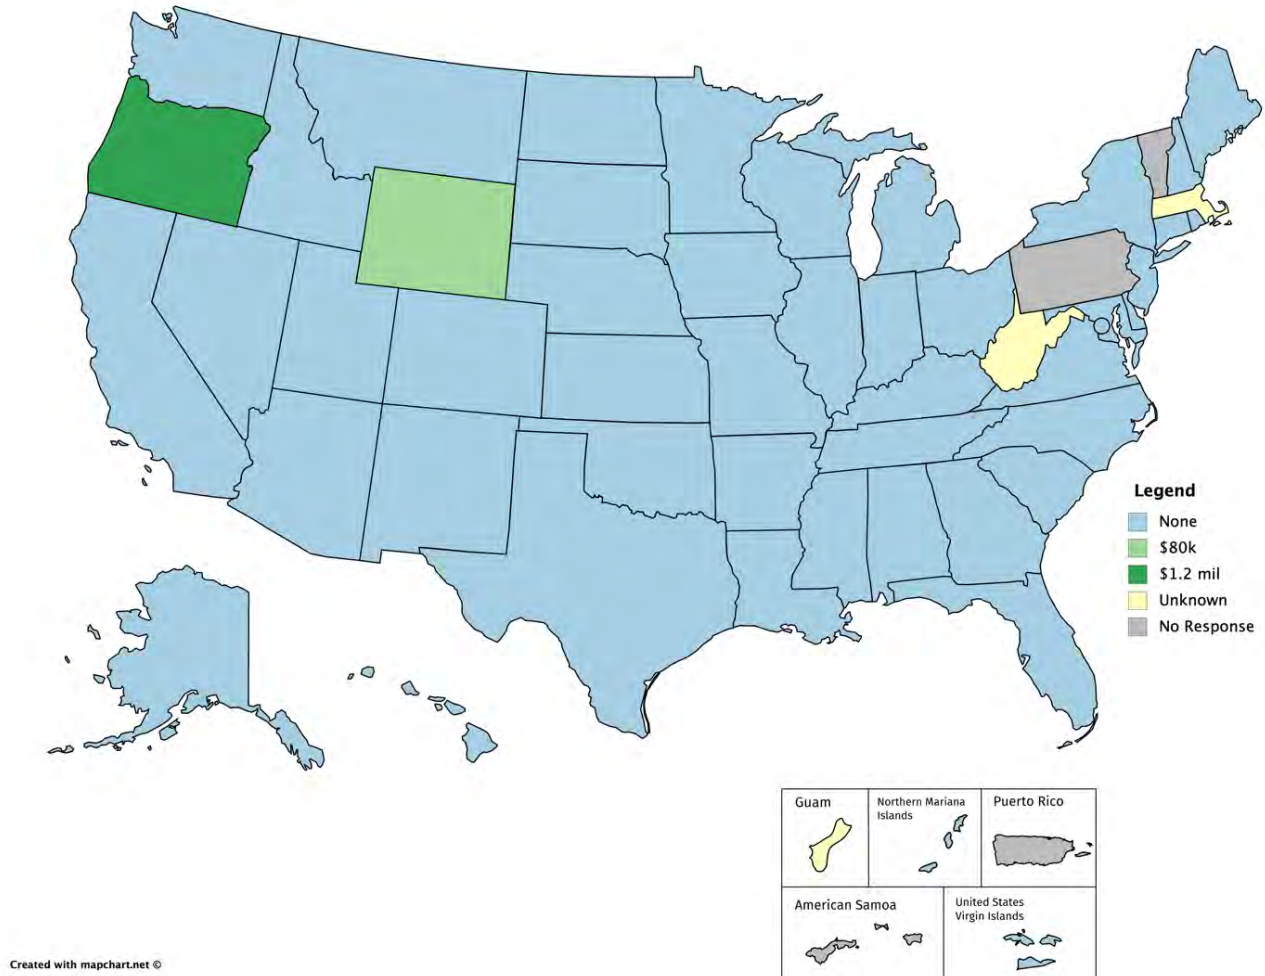 Legend
None
$80k
$1.2 mil
Unknown
No Response
Guam
Northern Mariana
Islands
Puerto Rico
American Samoa
United States
Virgin Islands
Created with mapchart.net ©